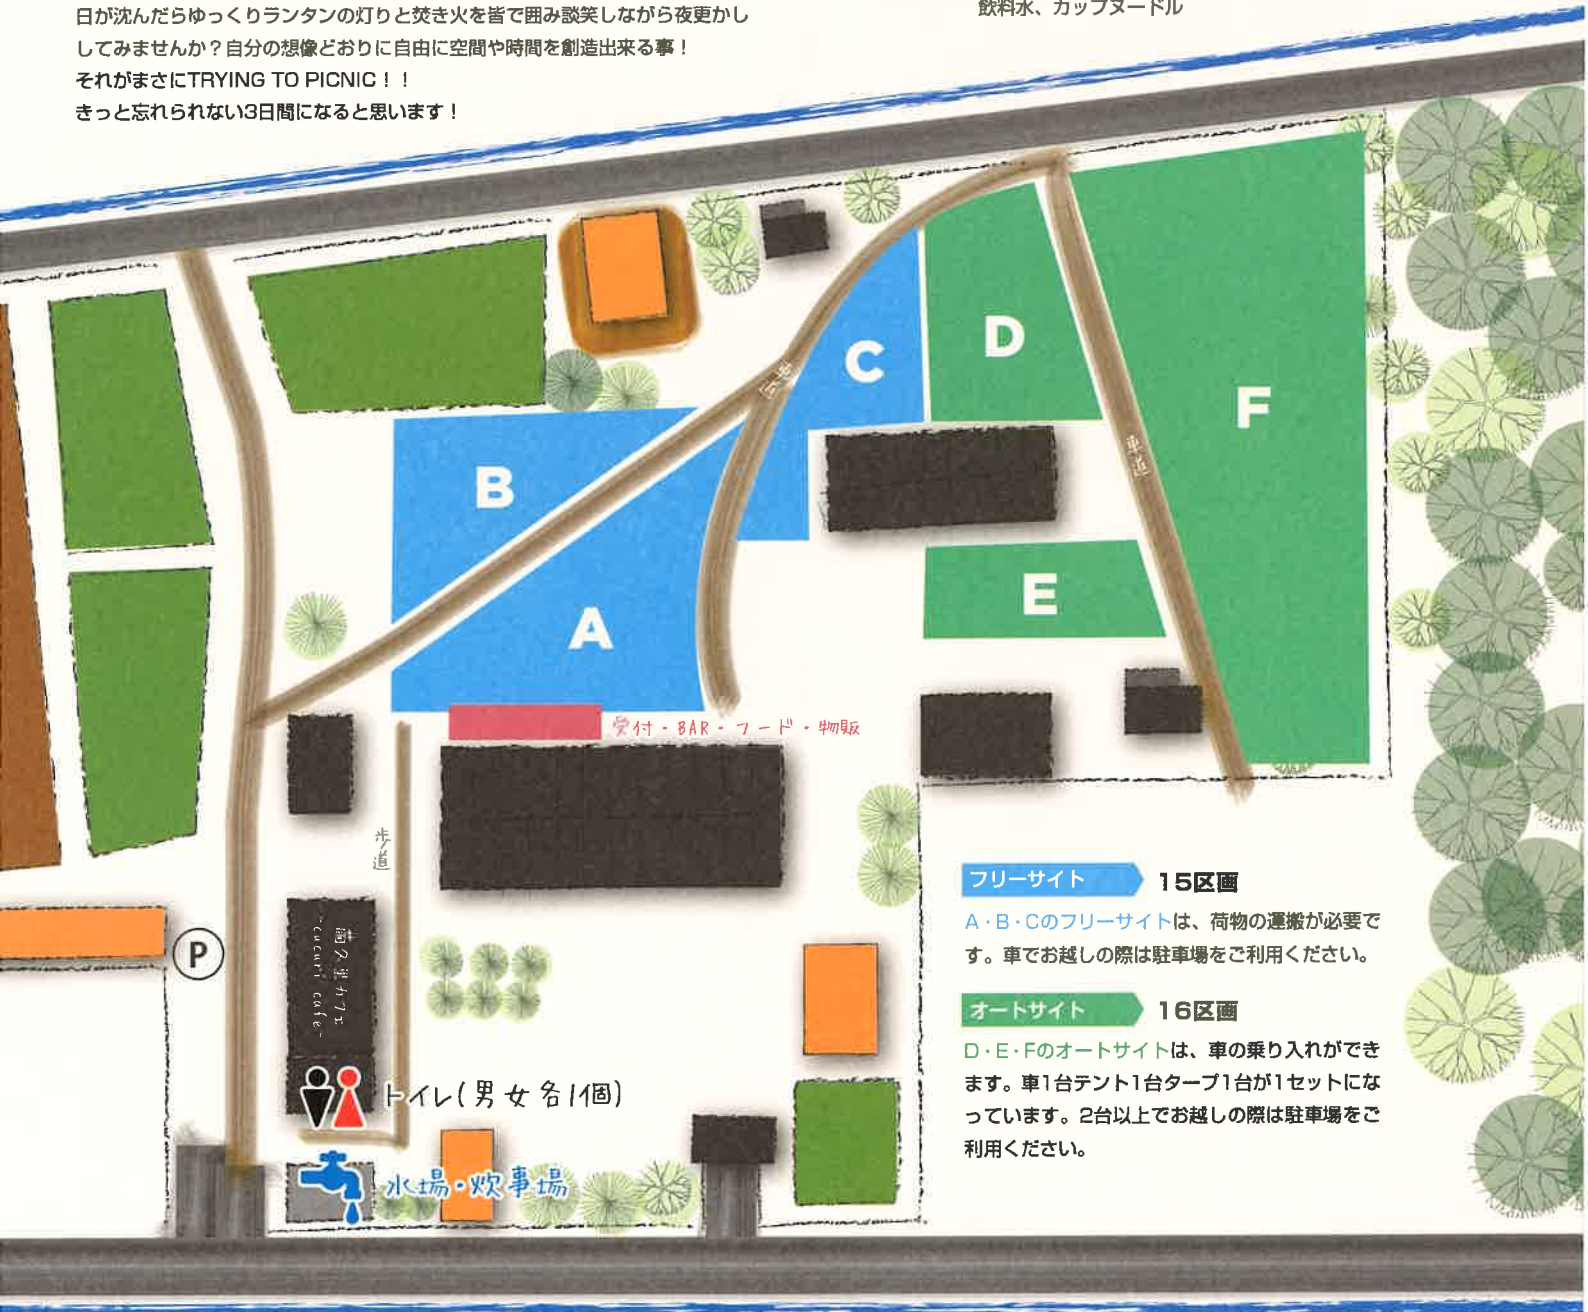 日が沈んだらゆっくりランタンの灯りと焚き火を皆で囲み談笑しながら夜更かし
してみませんか？自分の想像どおりに自由に空間や時間を創造出来る事！
それがまさにTRYING TO PICNIC！！
きっと忘れられない3日間になると思います！
飲料水、カップヌードル
C
D
F
車道
車道
B
E
A
受付・BAR・フード・物販
歩道
フリーサイト
15区画
A・B・Cのフリーサイトは、荷物の運搬が必要で
す。車でお越しの際は駐車場をご利用ください。
P
カフェ
-cucuri cafe-
オートサイト
16区画
D・E・Fのオートサイトは、車の乗り入れができ
ます。車1台テント1台タープ1台が1セットにな
っています。2台以上でお越しの際は駐車場をご
利用ください。
トイレ(男女各1個)
水場・炊事場